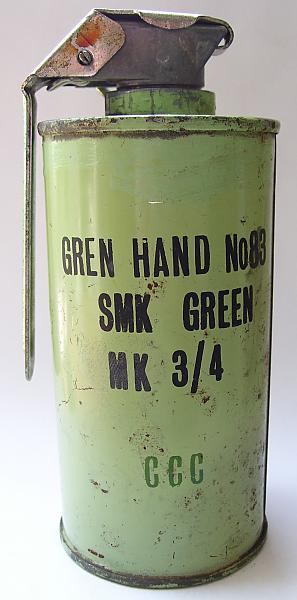 GREN HAND No83
SMK GREEN
MK 3/4
CCC